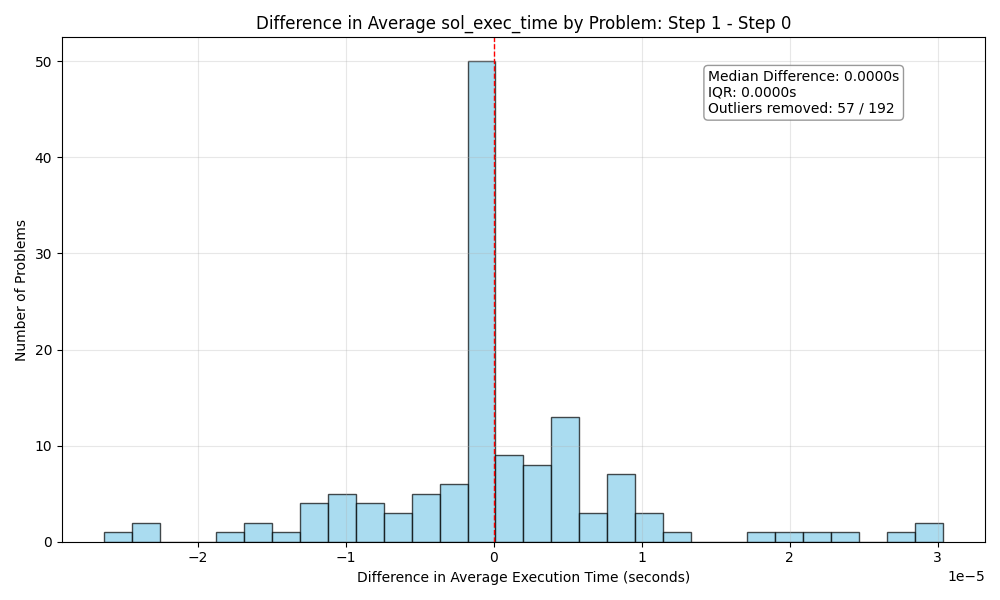 Difference in Average sol_exec_time by Problem: Step 1 - Step 0
Median Difference: 0.0000s
IQR: 0.0000s
Outliers removed: 57 / 192
Number of Problems
50
40
30
20
10
0
−2
−1
0
1
2
3
1e−5
Difference in Average Execution Time (seconds)